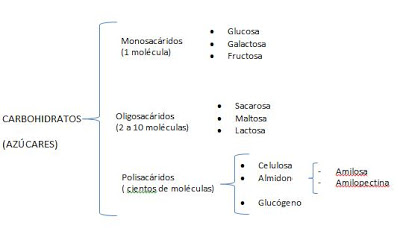 CARBOHIDRATOS
(AZÚCARES)
Monosacáridos
(1 molécula)
• Glucosa
• Galactosa
• Fructosa
Oligosacáridos
(2 a 10 moléculas)
• Sacarosa
• Maltosa
• Lactosa
Polisacáridos
( cientos de moléculas)
• Celulosa
• Almidon
• Glucógeno
- Amilosa
- Amilopectina